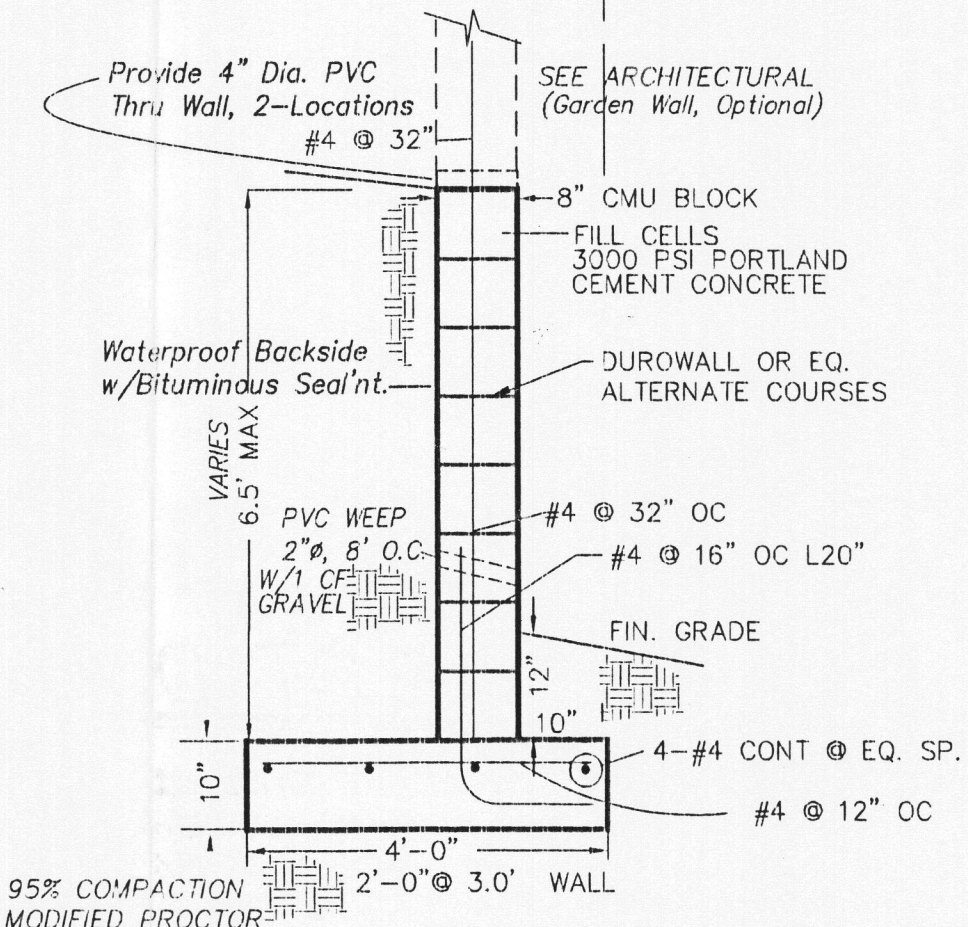 Provide 4" Dia. PVC
Thru Wall, 2-Locations
#4 @ 32"
SEE ARCHITECTURAL
(Garden Wall, Optional)
8" CMU BLOCK
FILL CELLS
3000 PSI PORTLAND
CEMENT CONCRETE
Waterproof Backside
w/Bituminous Seal'nt.
DUROWALL OR EQ.
ALTERNATE COURSES
VARIES
6.5' MAX
PVC WEEP
2"ø, 8' O.C.
W/1 CF
GRAVEL
#4 @ 32" OC
#4 @ 16" OC L20"
FIN. GRADE
12"
10"
10"
4-#4 CONT @ EQ. SP.
#4 @ 12" OC
4'-0"
2'-0"@ 3.0' WALL
95% COMPACTION
MODIFIED PROCTOR